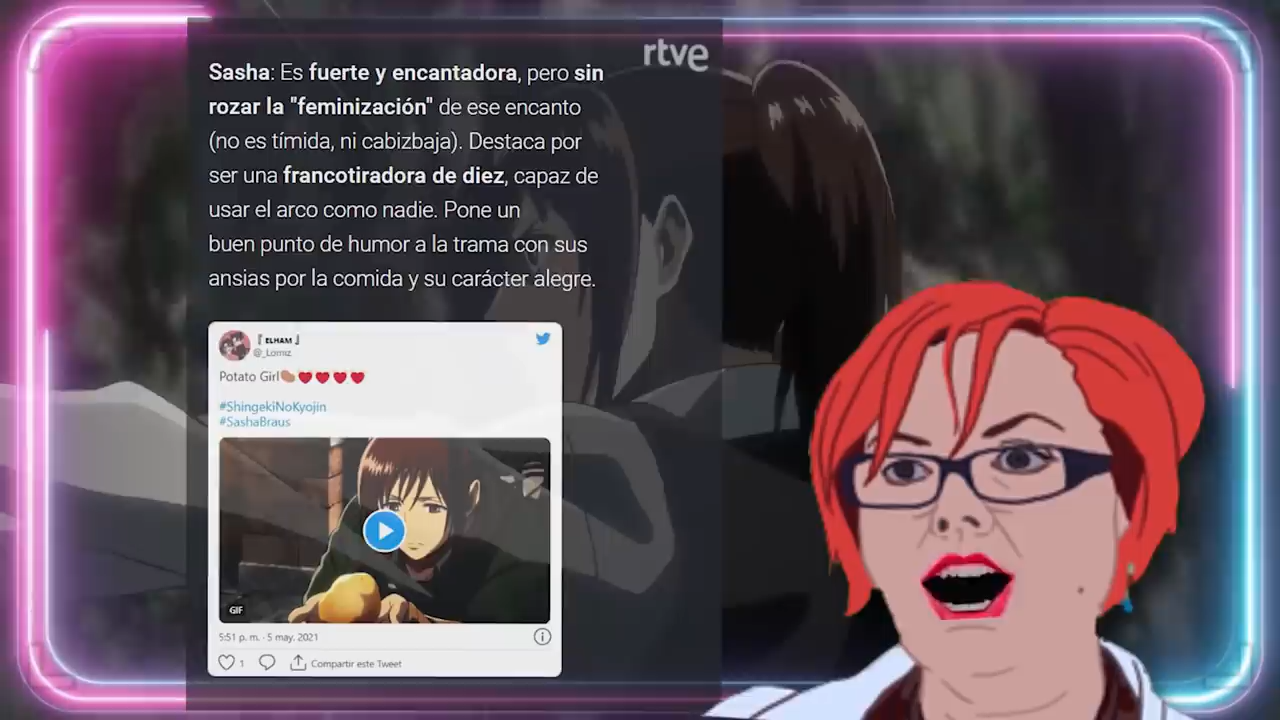 rtve
Sasha: Es fuerte y encantadora, pero sin
rozar la "feminización" de ese encanto
(no es tímida, ni cabizbaja). Destaca por
ser una francotiradora de diez, capaz de
usar el arco como nadie. Pone un
buen punto de humor a la trama con sus
ansias por la comida y su carácter alegre.
『 ELHAM 』
@_Lorniz_
Potato Girl🥔❤️❤️❤️❤️
#ShingekiNoKyojin
#SashaBraus
GIF
5:51 p. m. · 5 may. 2021
1
Compartir este Tweet